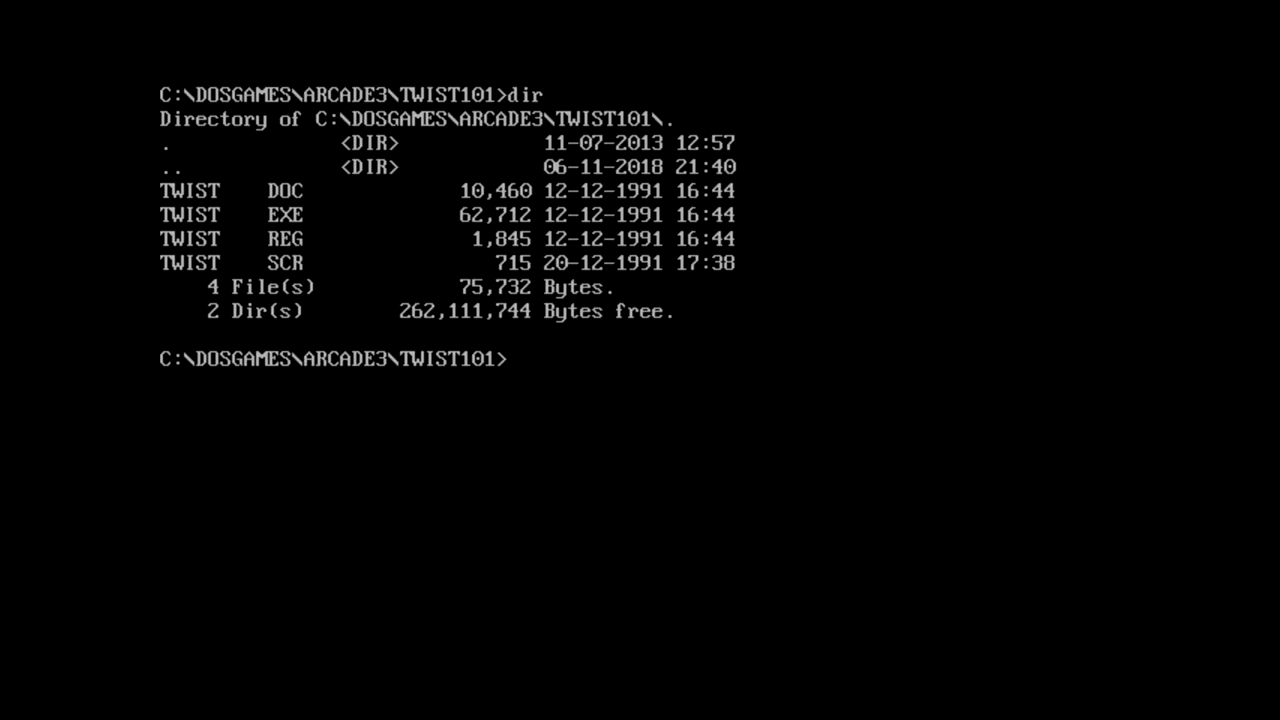 C:\DOSGAMES\ARCADE3\TWIST101>dir
Directory of C:\DOSGAMES\ARCADE3\TWIST101\.
.              <DIR>            11-07-2013 12:57
..             <DIR>            06-11-2018 21:40
TWIST    DOC             10,460 12-12-1991 16:44
TWIST    EXE             62,712 12-12-1991 16:44
TWIST    REG              1,845 12-12-1991 16:44
TWIST    SCR                715 20-12-1991 17:38
    4 File(s)            75,732 Bytes.
    2 Dir(s)        262,111,744 Bytes free.
C:\DOSGAMES\ARCADE3\TWIST101>